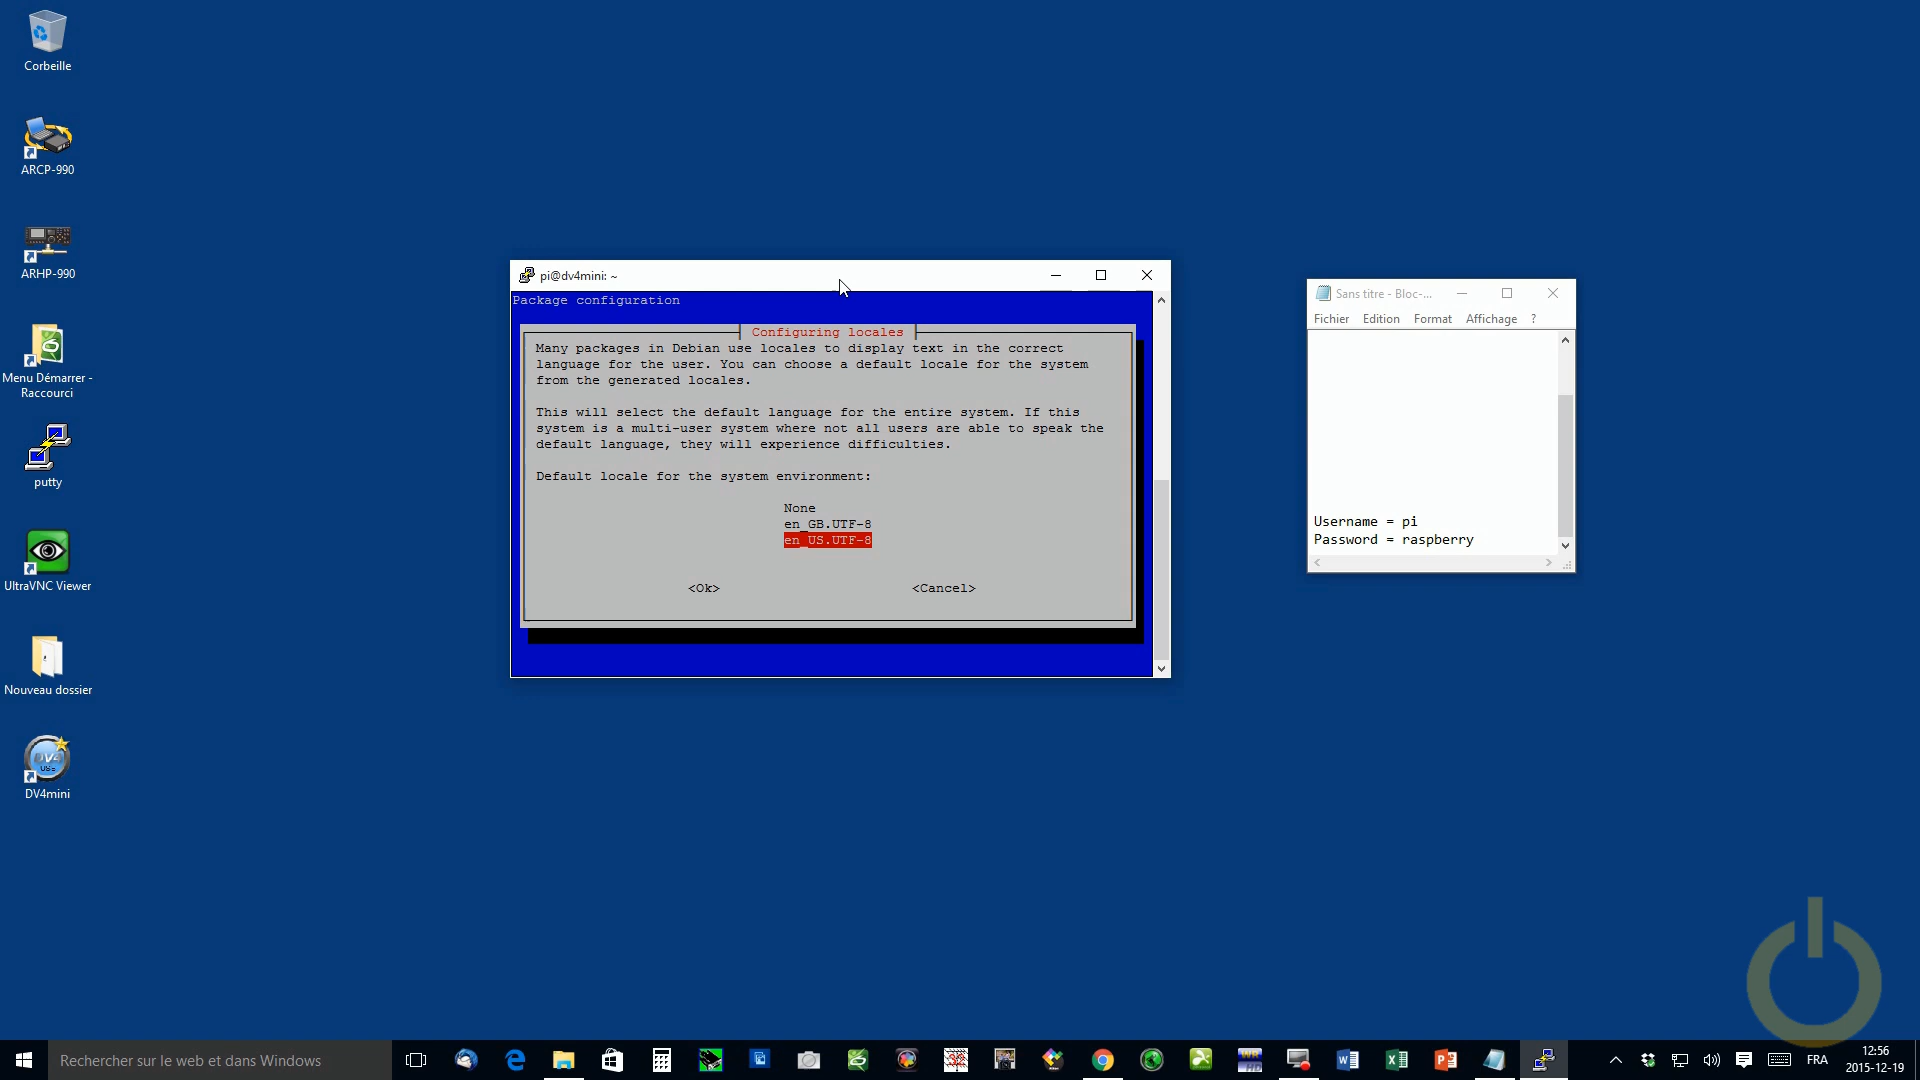 Corbeille
ARCP-990
ARHP-990
Menu Démarrer -
Raccourci
putty
UltraVNC Viewer
Nouveau dossier
DV4mini
pi@dv4mini: ~
Package configuration
Configuring locales
Many packages in Debian use locales to display text in the correct
language for the user. You can choose a default locale for the system
from the generated locales.
This will select the default language for the entire system. If this
system is a multi-user system where not all users are able to speak the
default language, they will experience difficulties.
Default locale for the system environment:
None
en_GB.UTF-8
en_US.UTF-8
<Ok> <Cancel>
Sans titre - Bloc-...
Fichier Edition Format Affichage ?
Username = pi
Password = raspberry
Rechercher sur le web et dans Windows
FRA
12:56
2015-12-19